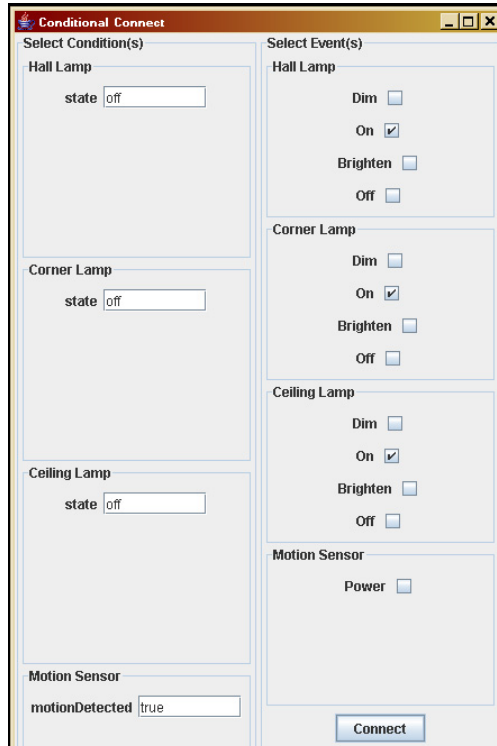 Conditional Connect
Select Condition(s)
Hall Lamp
state off
Corner Lamp
state off
Ceiling Lamp
state off
Motion Sensor
motionDetected true
Select Event(s)
Hall Lamp
Dim
On
Brighten
Off
Corner Lamp
Dim
On
Brighten
Off
Ceiling Lamp
Dim
On
Brighten
Off
Motion Sensor
Power
Connect